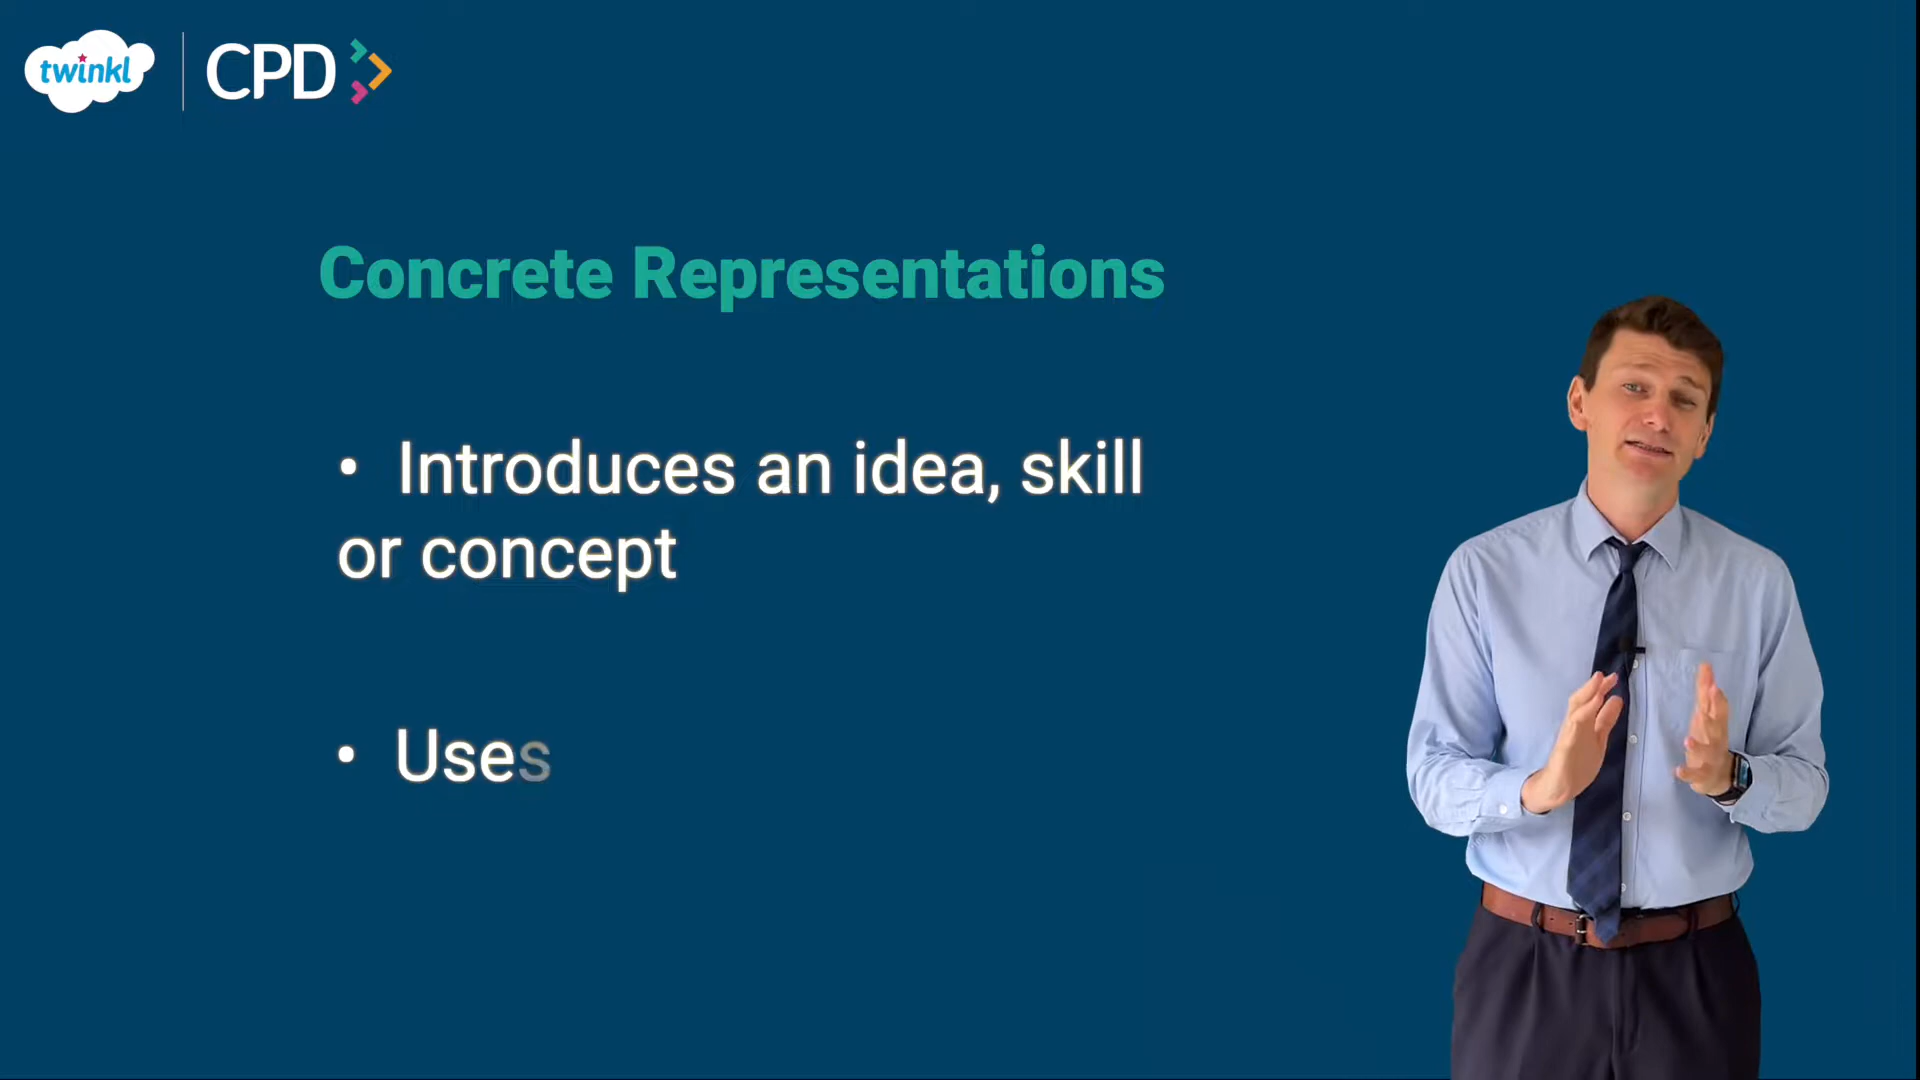 twinkl
CPD
Concrete Representations
• Introduces an idea, skill
or concept
• Uses